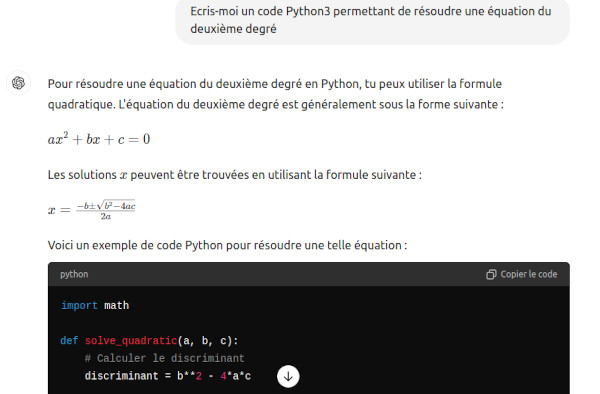 Ecris-moi un code Python3 permettant de résoudre une équation du
deuxième degré
Pour résoudre une équation du deuxième degré en Python, tu peux utiliser la formule
quadratique. L'équation du deuxième degré est généralement sous la forme suivante :
ax² + bx + c = 0
Les solutions x peuvent être trouvées en utilisant la formule suivante :
x = \frac{-b±\sqrt{b²-4ac}}{2a}
Voici un exemple de code Python pour résoudre une telle équation :
python
Copier le code
import math
def solve_quadratic(a, b, c):
# Calculer le discriminant
discriminant = b**2 - 4*a*c